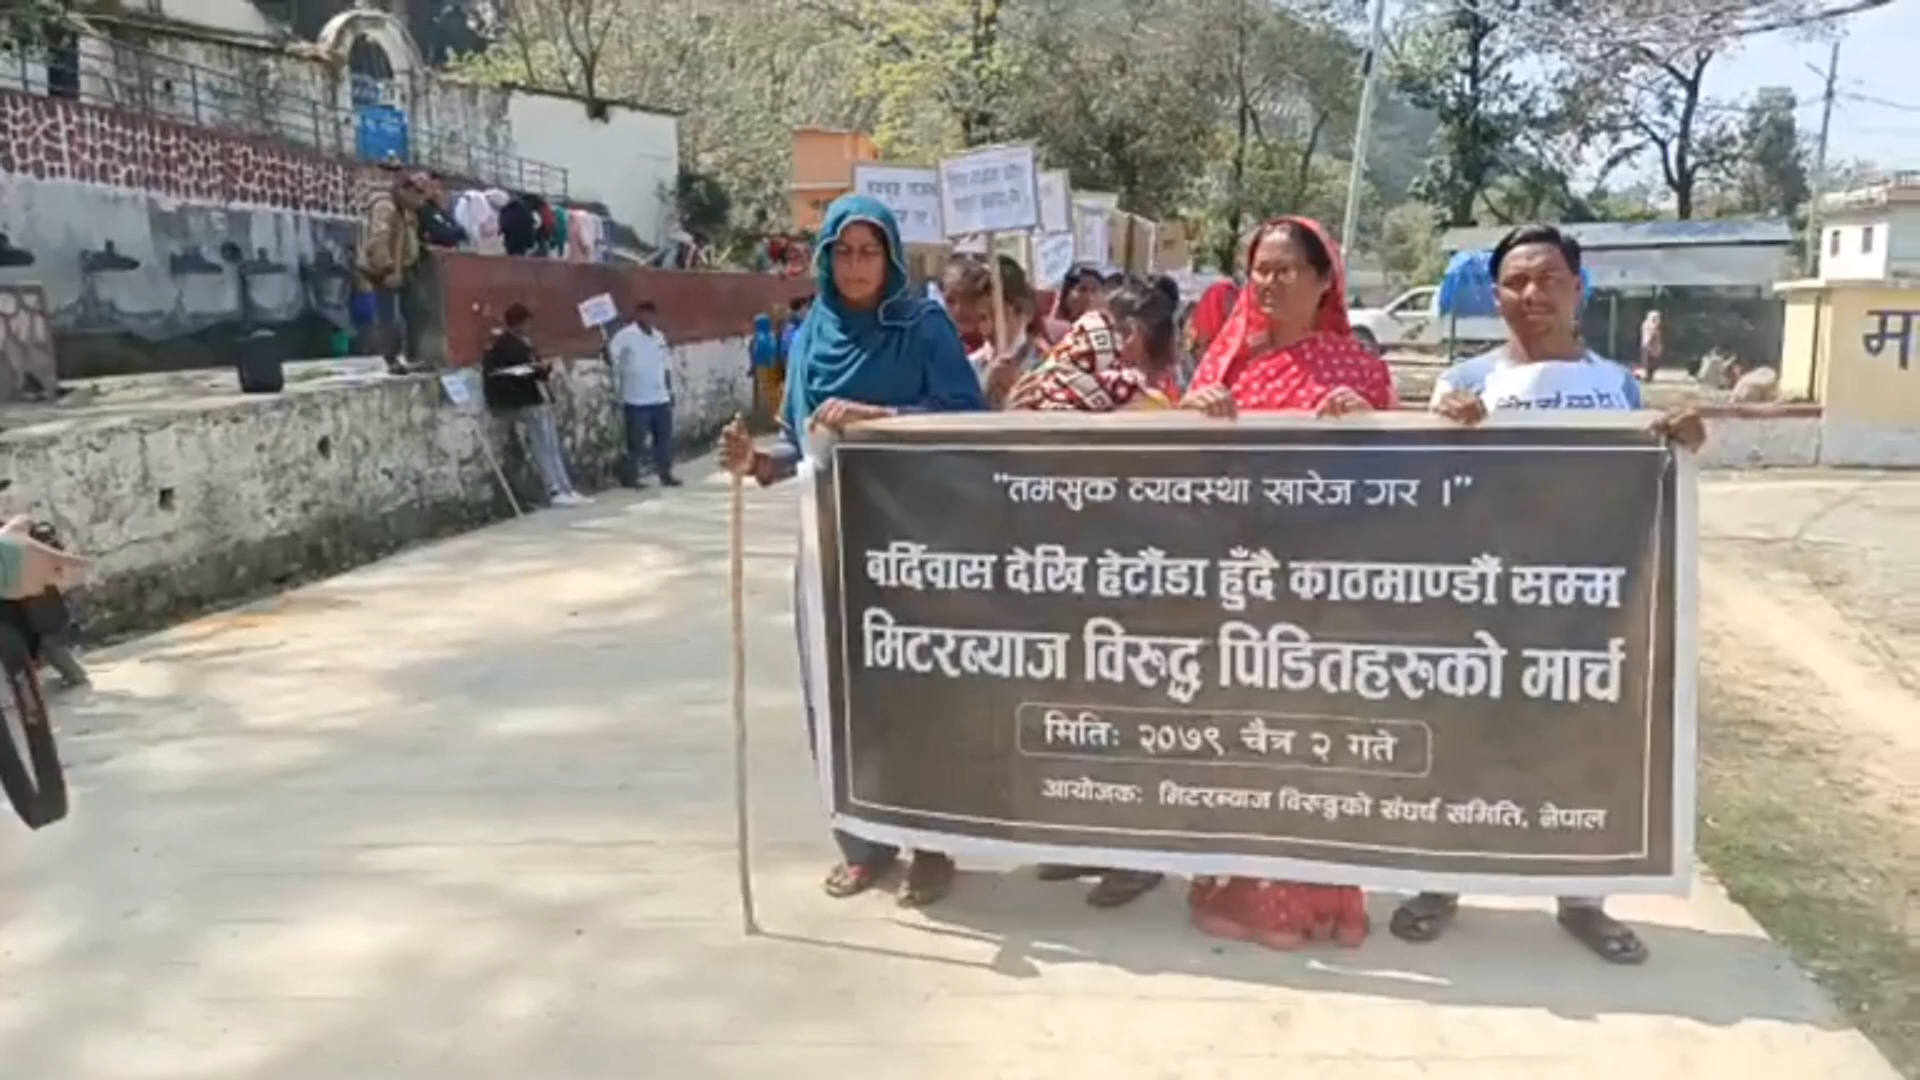 "तमसुक व्यवस्था खारेज गर ।"
बर्दिवास देखि हेटौंडा हुँदै काठमाण्डौं सम्म
मिटरब्याज विरूद्ध पिडितहरूको मार्च
मितिः २०७९ चैत्र २ गते
आयोजकः मिटरब्याज विरूद्धको संघर्ष समिति, नेपाल